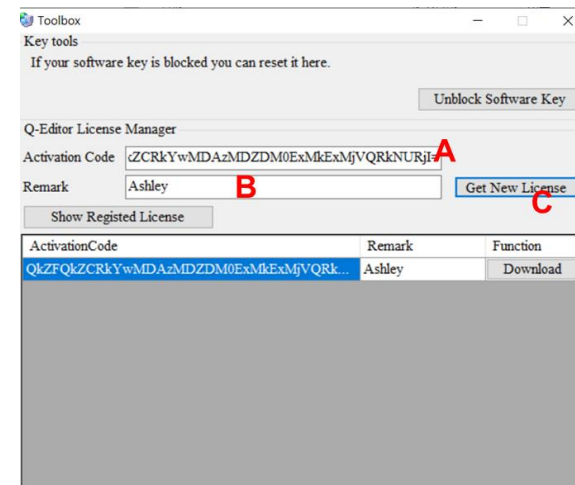 Toolbox
Key tools
If your software key is blocked you can reset it here.
Unblock Software Key
Q-Editor License Manager
Activation Code ZCRkYwMDAzMDZDM0ExMkExMjVQRkNURjI= A
Remark Ashley B Get New License C
Show Registed License
ActivationCode Remark Function
QkZFQkZCRkYwMDAzMDZDM0ExMkExMjVQRk... Ashley Download